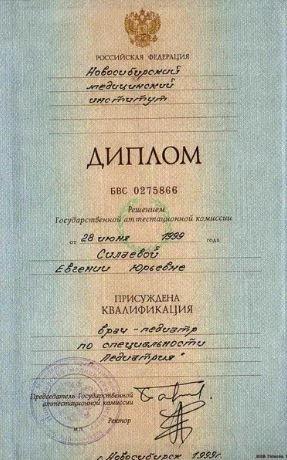 РОССИЙСКАЯ ФЕДЕРАЦИЯ
Новосибирский
медицинский
институт
ДИПЛОМ
БВС 0275866
Решением
Государственной аттестационной комиссии
от 28 июня 1999 года
Силаевой
Евгении Юрьевне
ПРИСУЖДЕНА
КВАЛИФИКАЦИЯ
врач-педиатр
по специальности
Педиатрия"
Председатель Государственной
аттестационной комиссии
Ректор
М.П.
г. Новосибирск 1999г.